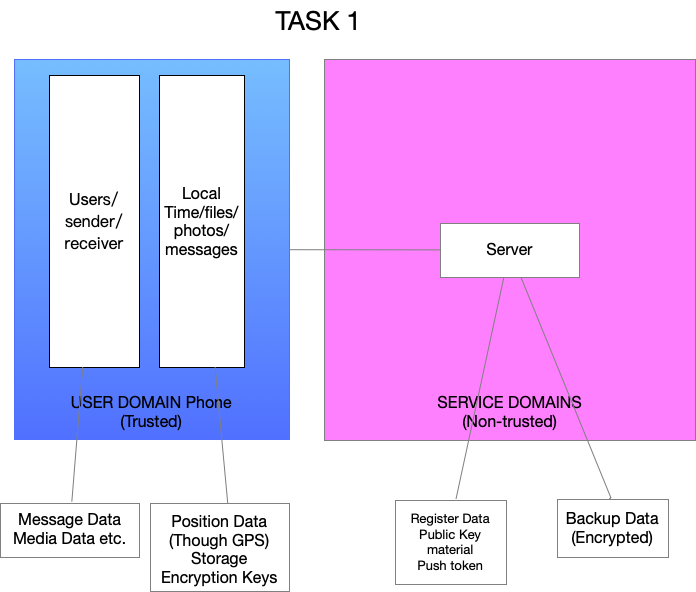 TASK 1
Users/
sender/
receiver
Local
Time/files/
photos/
messages
USER DOMAIN Phone
(Trusted)
Server
SERVICE DOMAINS
(Non-trusted)
Message Data
Media Data etc.
Position Data
(Though GPS)
Storage
Encryption Keys
Register Data
Public Key
material
Push token
Backup Data
(Encrypted)